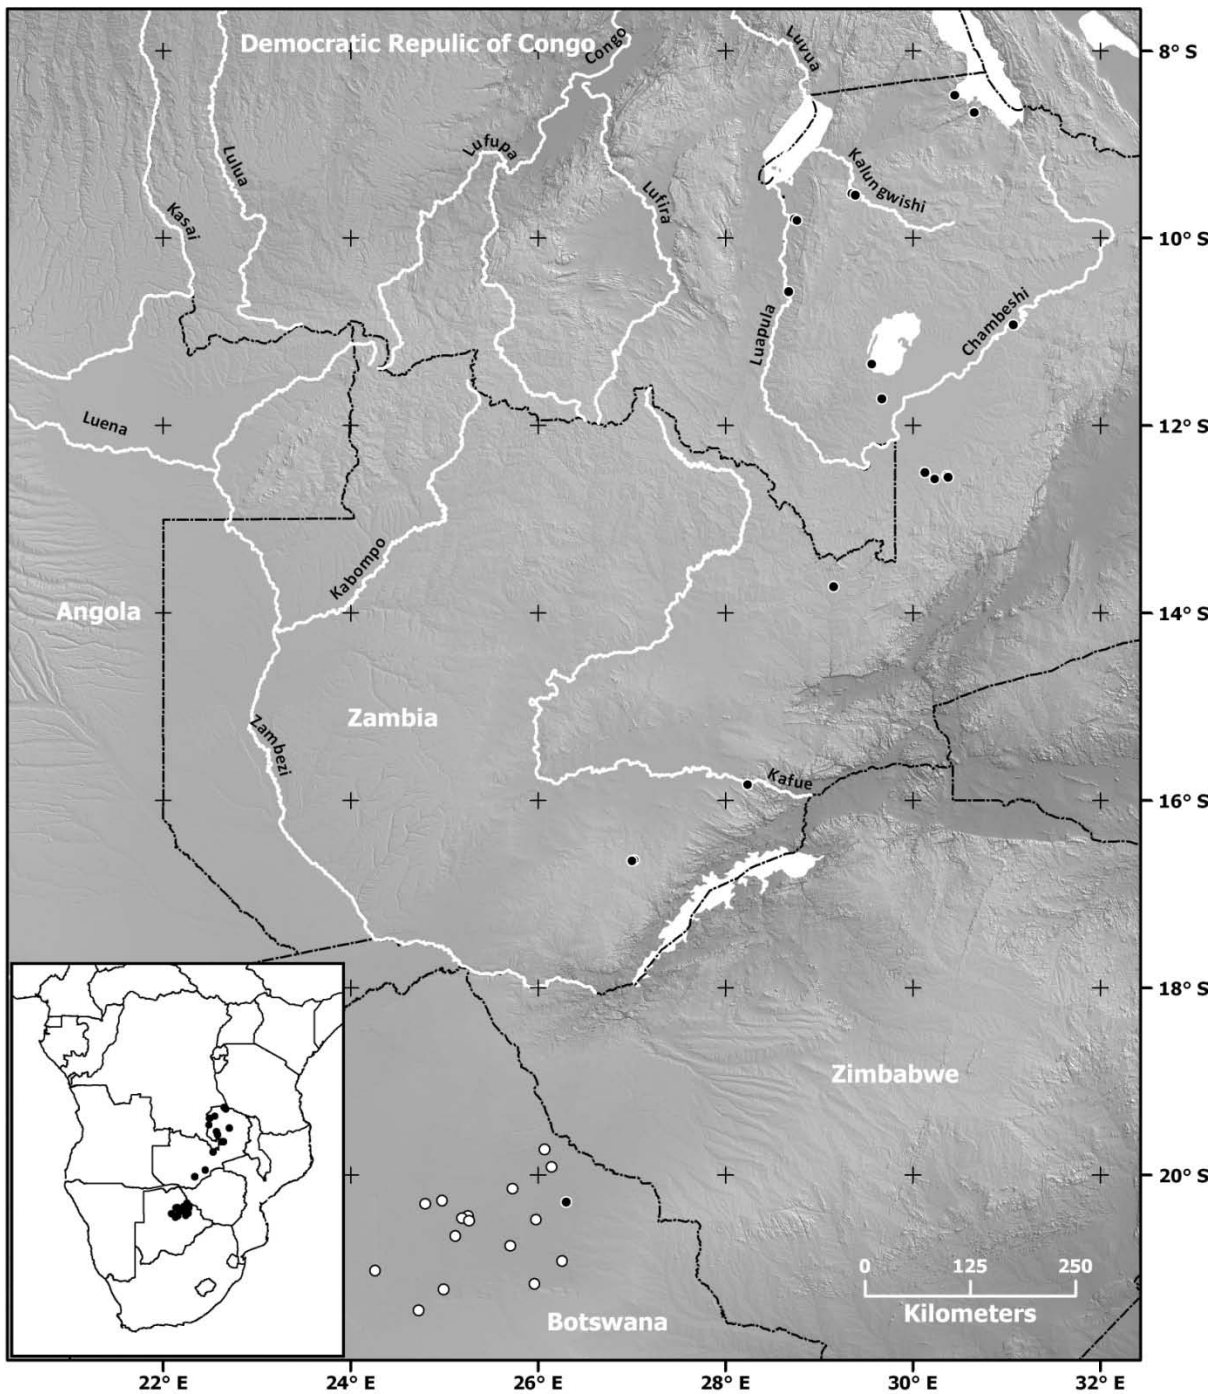 Democratic Repulic of Congo
Congo
Luvua
8° S
Lufupa
Lulua
Kalungwishi
Lufira
Kasai
10° S
Chambeshi
Luapula
Luena
12° S
Kabompo
Angola
14° S
Zambia
Zambezi
Kafue
16° S
18° S
Zimbabwe
20° S
0 125 250
Kilometers
Botswana
22° E 24° E 26° E 28° E 30° E 32° E